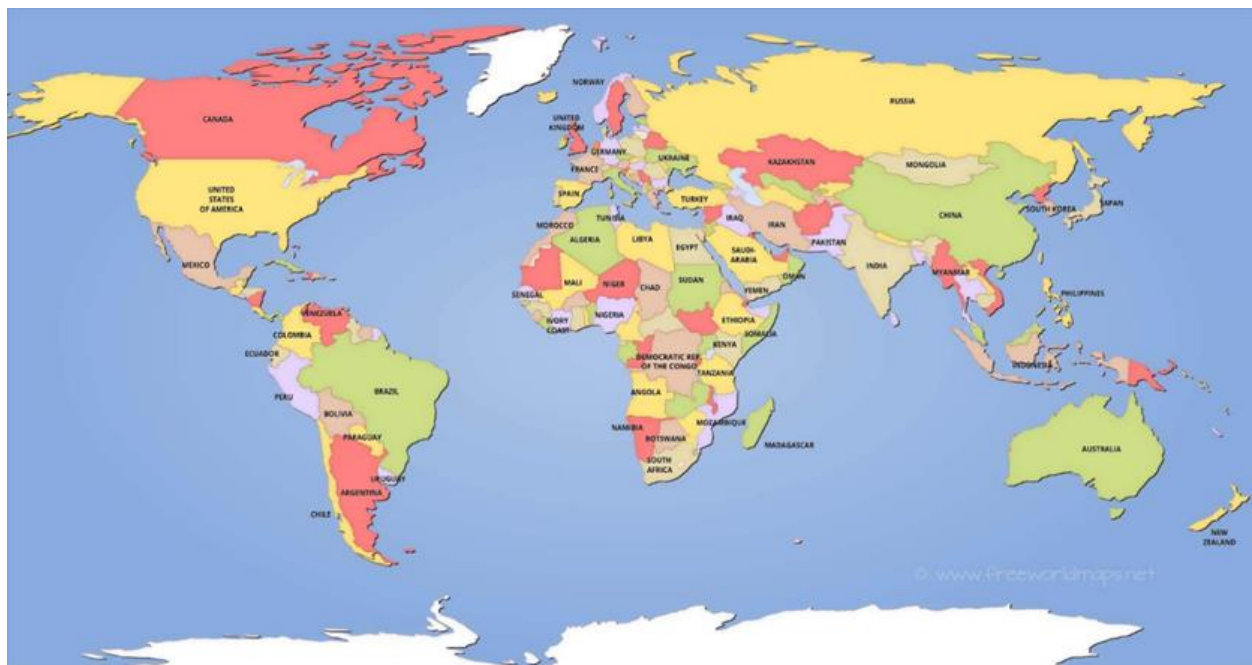 NORWAY
RUSSIA
CANADA
UNITED
KINGDOM
GERMANY
UKRAINE
KAZAKHSTAN
MONGOLIA
FRANCE
UNITED
STATES
OF AMERICA
SPAIN
TURKEY
SOUTH KOREA
JAPAN
CHINA
TUNISIA
MOROCCO
IRAQ
IRAN
ALGERIA
LIBYA
EGYPT
PAKISTAN
SAUDI-
ARABIA
MEXICO
INDIA
MYANMAR
OMAN
MALI
NIGER
CHAD
SUDAN
SENEGAL
YEMEN
PHILIPPINES
VENEZUELA
NIGERIA
IVORY
COAST
ETHIOPIA
SOMALIA
COLOMBIA
KENYA
ECUADOR
DEMOCRATIC REP.
OF THE CONGO
INDONESIA
TANZANIA
BRAZIL
ANGOLA
PERU
BOLIVIA
MOZAMBIQUE
NAMIBIA
BOTSWANA
MADAGASCAR
PARAGUAY
AUSTRALIA
SOUTH
AFRICA
URUGUAY
ARGENTINA
CHILE
NEW
ZEALAND
© www.freeworldmaps.net